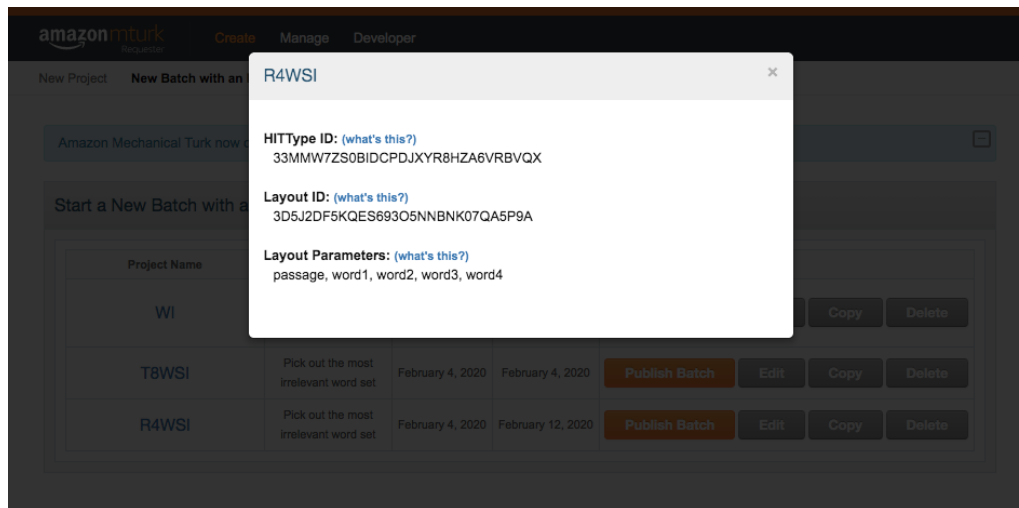 amazon mturk
Requester
Create Manage Developer
New Project New Batch with an
R4WSI ×
HITType ID: (what's this?)
33MMW7ZS0BIDCPDJXYR8HZA6VRBVQX
Layout ID: (what's this?)
3D5J2DF5KQES693O5NNBNK07QA5P9A
Layout Parameters: (what's this?)
passage, word1, word2, word3, word4
Amazon Mechanical Turk now
Start a New Batch with a
Project Name
WI Copy Delete
T8WSI Pick out the most irrelevant word set February 4, 2020 February 4, 2020 Publish Batch Edit Copy Delete
R4WSI Pick out the most irrelevant word set February 4, 2020 February 12, 2020 Publish Batch Edit Copy Delete